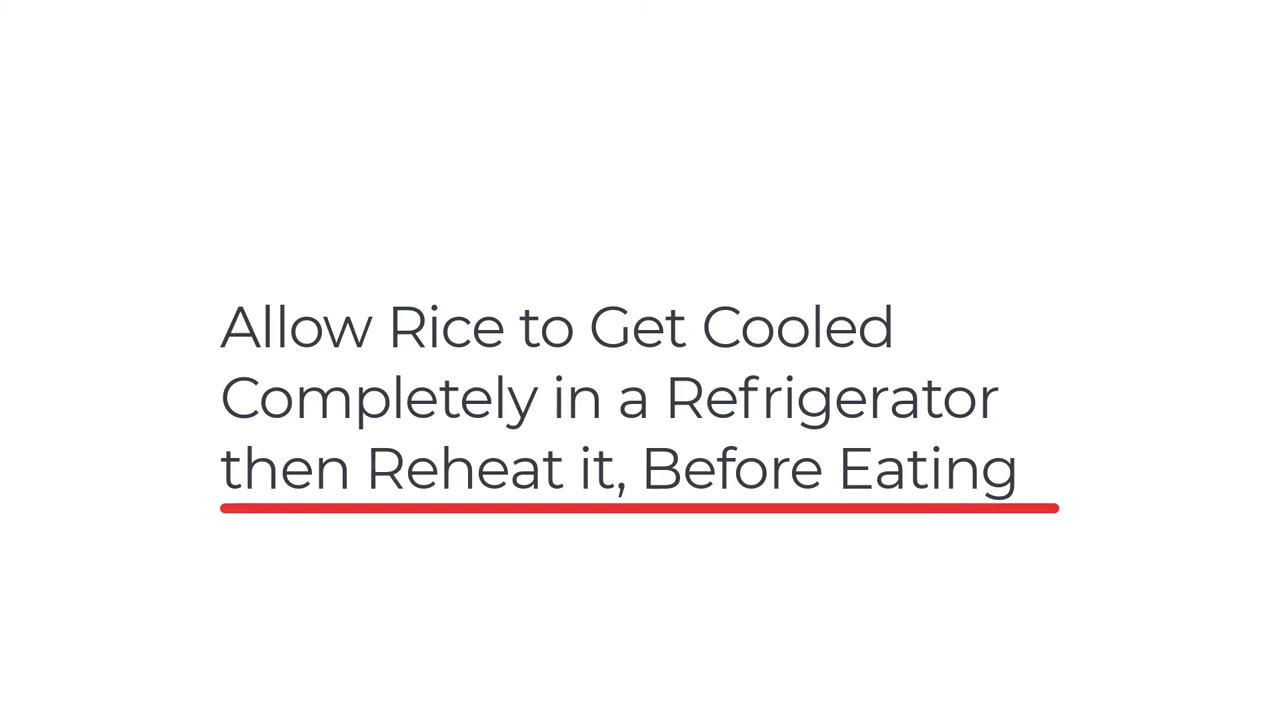 Allow Rice to Get Cooled
Completely in a Refrigerator
then Reheat it, Before Eating